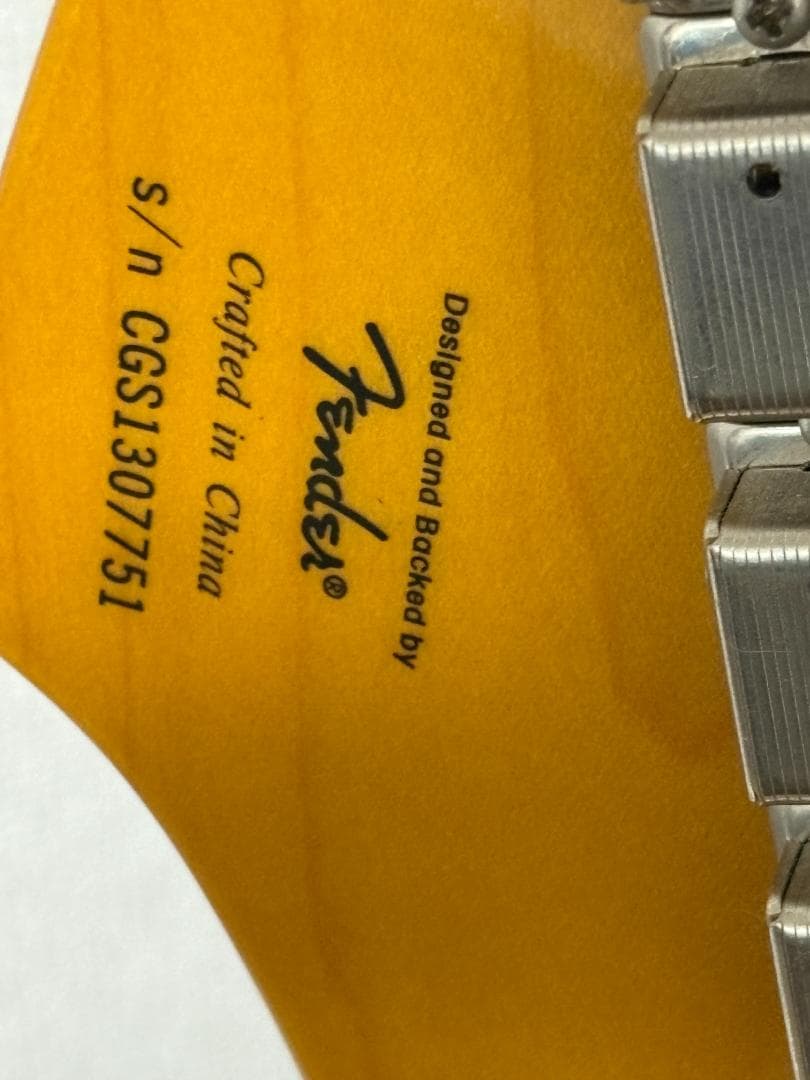 Designed and Backed by
Fender®
Crafted in China
s/n CGS1307751